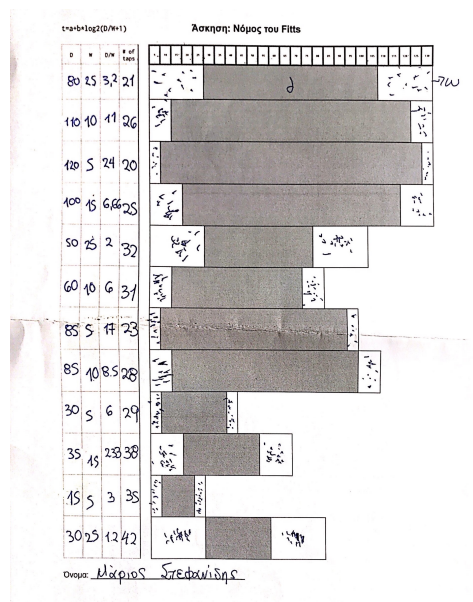 t=a+b*log2(D/W+1) Άσκηση: Νόμος του Fitts
D W D/W # of taps
80 25 3,2 21
d w
110 10 11 26
120 5 24 20
100 15 6,66 25
50 25 2 32
60 10 6 31
85 5 17 23
85 10 8.5 28
30 5 6 29
35 15 2.33 38
15 5 3 35
30 25 1.2 42
Όνομα: Μάριος Στεφανίδης